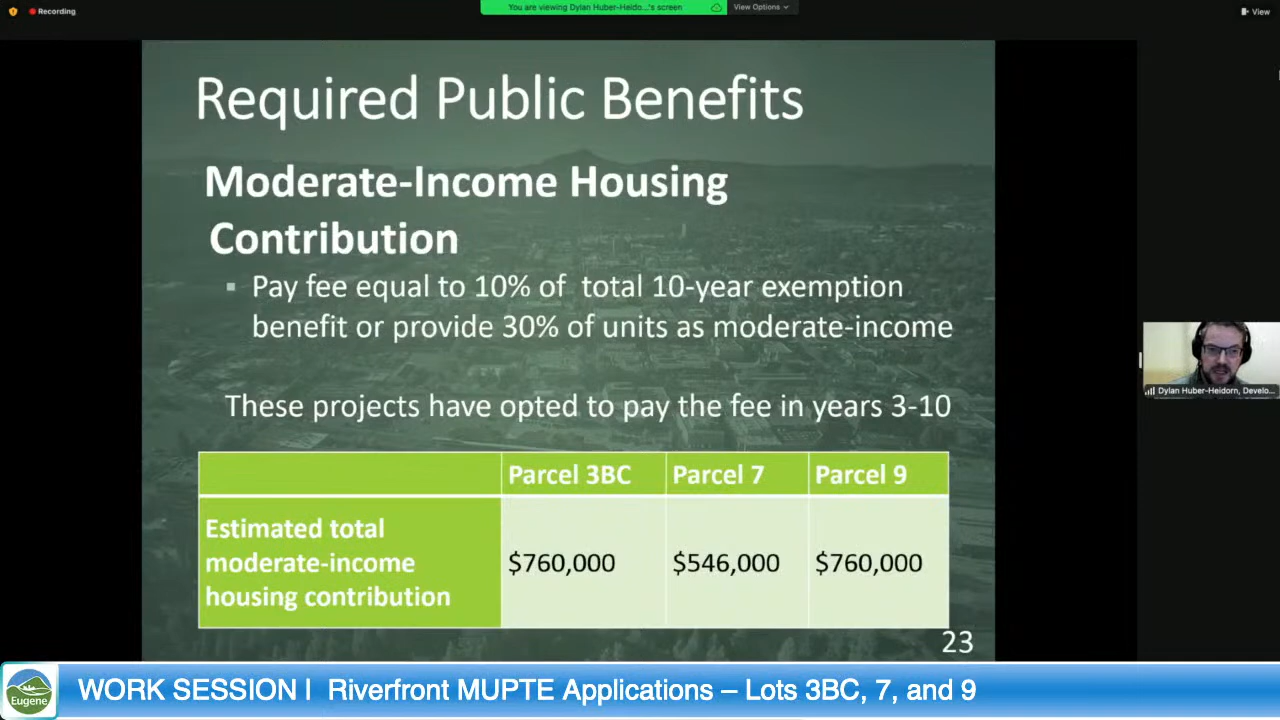 Recording
You are viewing Dylan Huber-Heido...'s screen
View Options
View
Required Public Benefits
Moderate-Income Housing
Contribution
▪ Pay fee equal to 10% of total 10-year exemption
benefit or provide 30% of units as moderate-income
These projects have opted to pay the fee in years 3-10
Parcel 3BC Parcel 7 Parcel 9
Estimated total
moderate-income
housing contribution
$760,000 $546,000 $760,000
23
Dylan Huber-Heidorn, Develo...
Eugene
WORK SESSION I Riverfront MUPTE Applications – Lots 3BC, 7, and 9